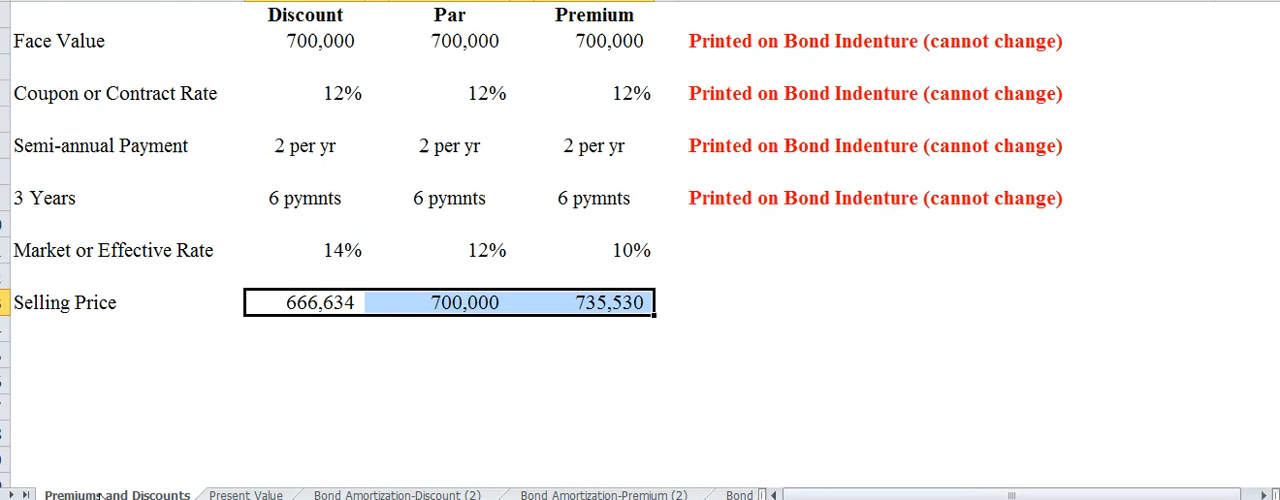 Discount Par Premium
Face Value 700,000 700,000 700,000 Printed on Bond Indenture (cannot change)
Coupon or Contract Rate 12% 12% 12% Printed on Bond Indenture (cannot change)
Semi-annual Payment 2 per yr 2 per yr 2 per yr Printed on Bond Indenture (cannot change)
3 Years 6 pymnts 6 pymnts 6 pymnts Printed on Bond Indenture (cannot change)
Market or Effective Rate 14% 12% 10%
Selling Price 666,634 700,000 735,530
Premiums and Discounts Present Value Bond Amortization-Discount (2) Bond Amortization-Premium (2) Bond